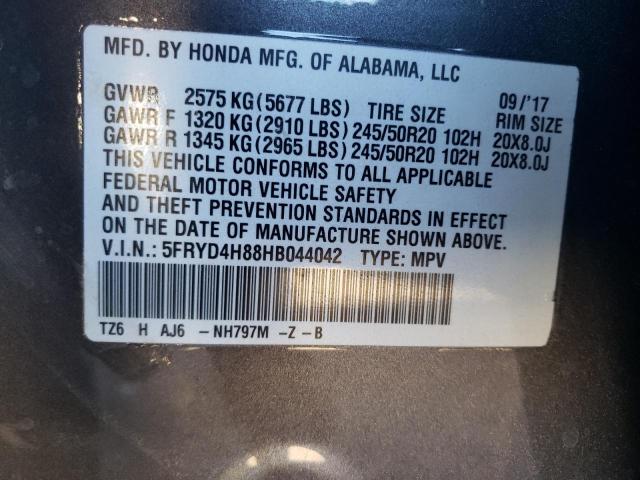 MFD. BY HONDA MFG. OF ALABAMA, LLC
GVWR 2575 KG(5677 LBS) TIRE SIZE 09/'17 RIM SIZE
GAWR F 1320 KG(2910 LBS)245/50R20 102H 20X8.0J
GAWR R 1345 KG(2965 LBS)245/50R20 102H 20X8.0J
THIS VEHICLE CONFORMS TO ALL APPLICABLE
FEDERAL MOTOR VEHICLE SAFETY
AND THEFT PREVENTION STANDARDS IN EFFECT
ON THE DATE OF MANUFACTURE SHOWN ABOVE.
V.I.N.: 5FRYD4H88HB044042 TYPE: MPV
TZ6 H AJ6 -NH797M -Z -B